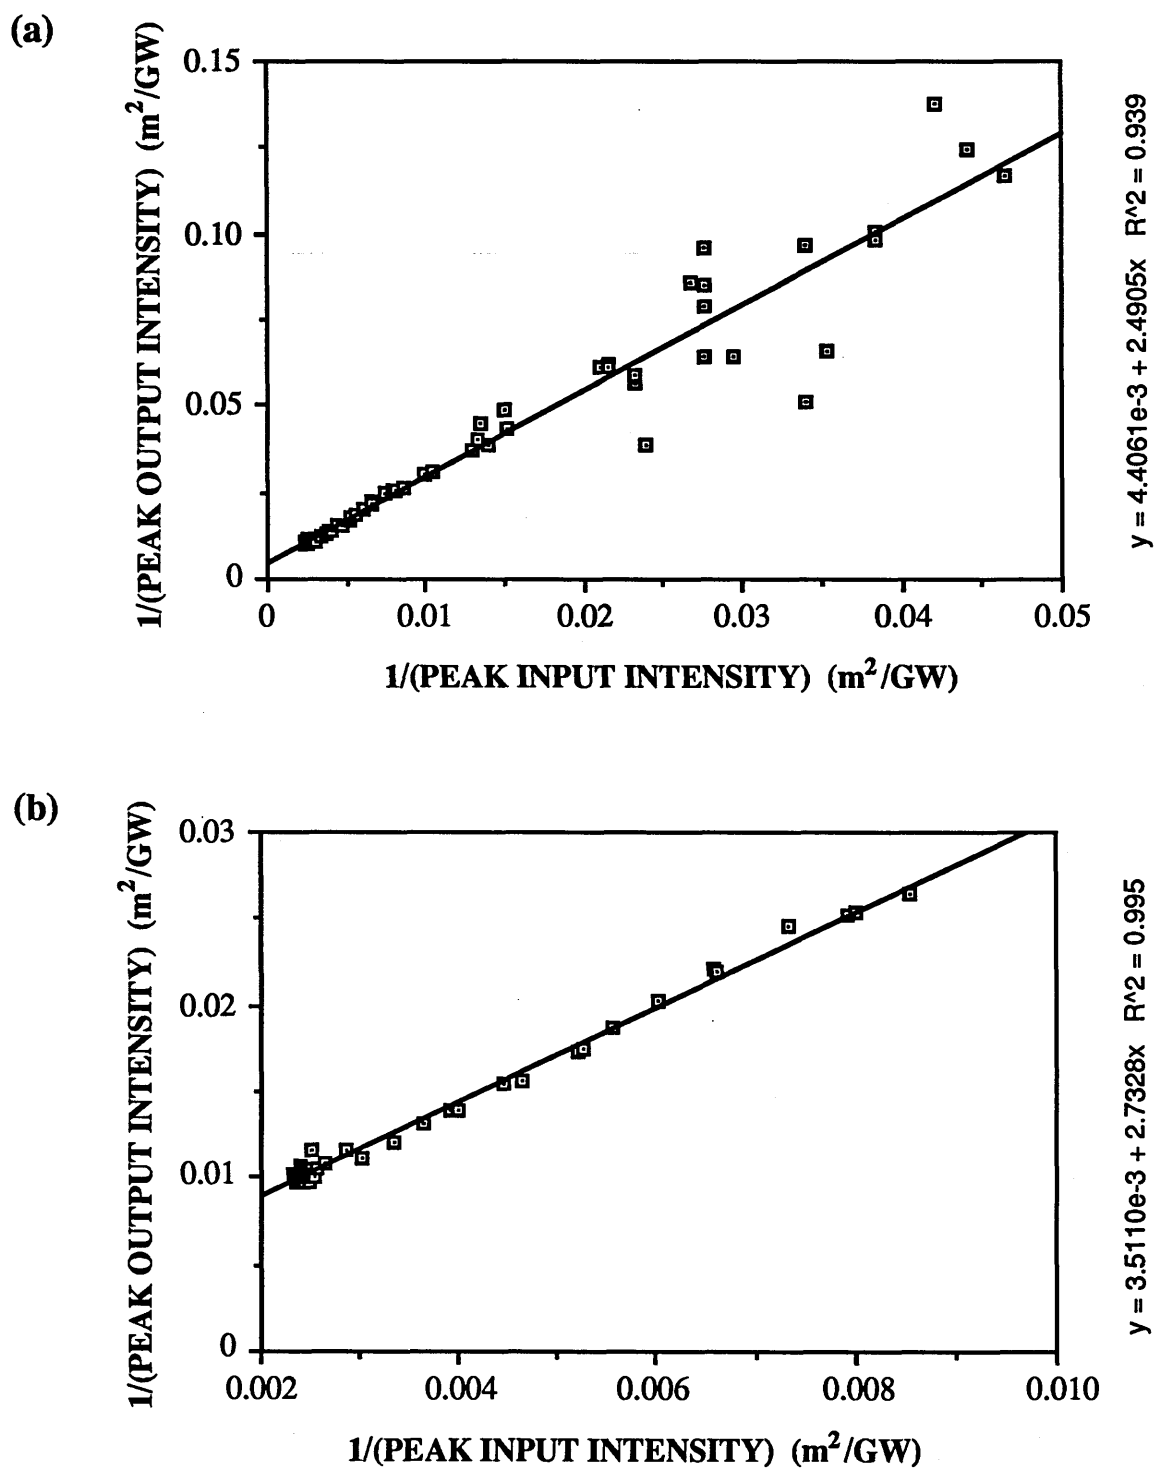 (a)
1/(PEAK OUTPUT INTENSITY) (m²/GW)
0.15
0.10
0.05
0
0 0.01 0.02 0.03 0.04 0.05
1/(PEAK INPUT INTENSITY) (m²/GW)
y = 4.4061e-3 + 2.4905x R^2 = 0.939
(b)
1/(PEAK OUTPUT INTENSITY) (m²/GW)
0.03
0.02
0.01
0
0.002 0.004 0.006 0.008 0.010
1/(PEAK INPUT INTENSITY) (m²/GW)
y = 3.5110e-3 + 2.7328x R^2 = 0.995